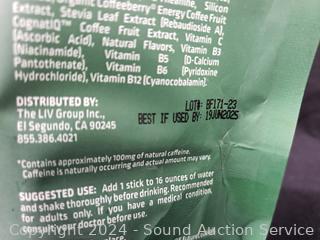 Theanine, Silicon
Organic Coffeeberry® Energy Coffee Fruit
Extract, Stevia Leaf Extract [Rebaudioside A],
CognatiQ™ Coffee Fruit Extract, Vitamin C
[Ascorbic Acid], Natural Flavors, Vitamin B3
(Niacinamide), Vitamin B5 [D-Calcium
Pantothenate], Vitamin B6 [Pyridoxine
Hydrochloride], Vitamin B12 (Cyanocobalamin).
DISTRIBUTED BY:
The LIV Group Inc.,
El Segundo, CA 90245
855.386.4021
LOT#: BF171-23
BEST IF USED BY: 19JUN2025
*Contains approximately 100mg of natural caffeine.
Caffeine is naturally occurring and actual amount may vary.
SUGGESTED USE: Add 1 stick to 16 ounces of water
and shake thoroughly before drinking. Recommended
for adults only. If you have a medical condition,
consult your doctor before use.
place.
Copyright 2024 - Sound Auction Service